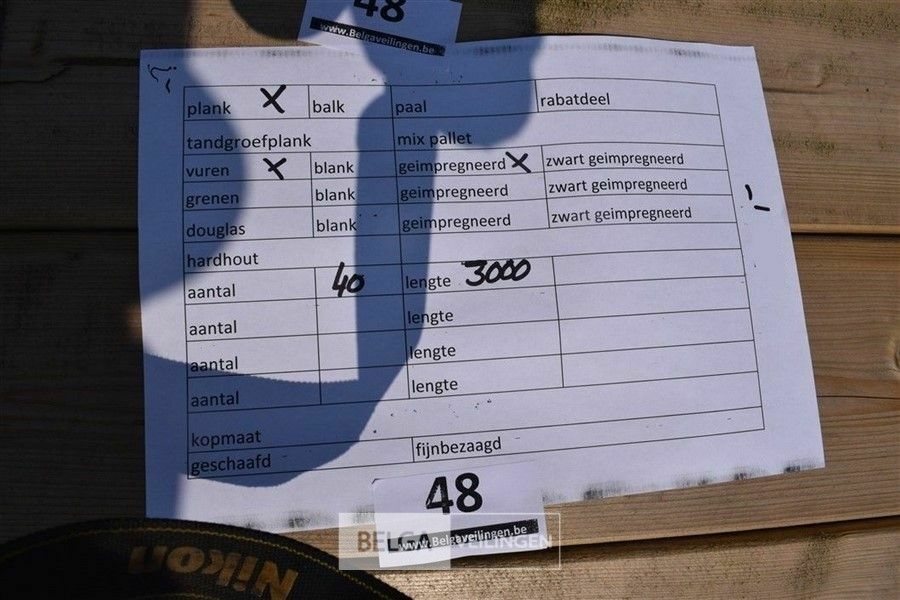 48
www.Belgaveilingen.be
plank X balk paal rabatdeel
tandgroefplank mix pallet
vuren X blank geimpregneerd X zwart geimpregneerd
grenen blank geimpregneerd zwart geimpregneerd
douglas blank geimpregneerd zwart geimpregneerd
hardhout
aantal 40 lengte 3000
aantal lengte
aantal lengte
aantal lengte
kopmaat
geschaafd fijnbezaagd
48
www.Belgaveilingen.be
BELGA VEILINGEN
Nikon